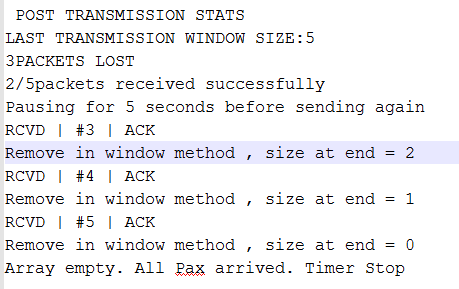 POST TRANSMISSION STATS
LAST TRANSMISSION WINDOW SIZE:5
3PACKETS LOST
2/5packets received successfully
Pausing for 5 seconds before sending again
RCVD | #3 | ACK
Remove in window method , size at end = 2
RCVD | #4 | ACK
Remove in window method , size at end = 1
RCVD | #5 | ACK
Remove in window method , size at end = 0
Array empty. All Pax arrived. Timer Stop